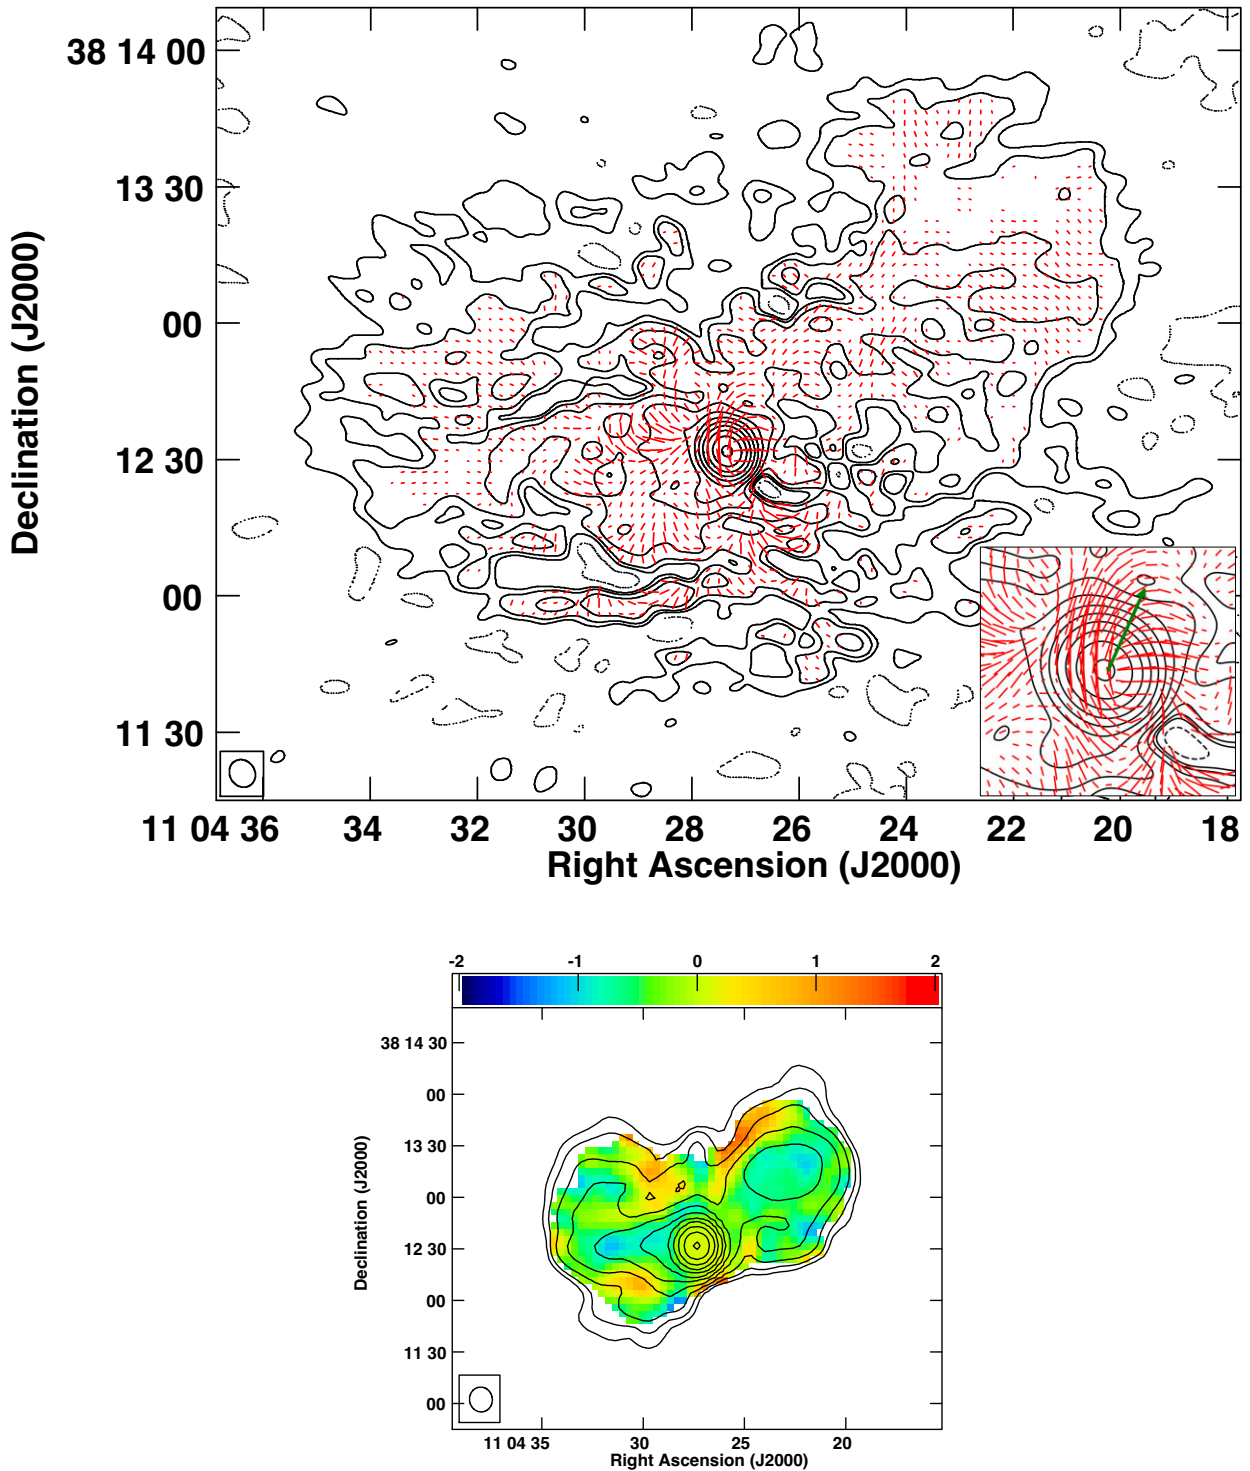 38 14 00
13 30
00
12 30
00
11 30
Declination (J2000)
11 04 36 34 32 30 28 26 24 22 20 18
Right Ascension (J2000)
-2 -1 0 1 2
38 14 30
00
13 30
00
12 30
00
11 30
00
Declination (J2000)
11 04 35 30 25 20
Right Ascension (J2000)